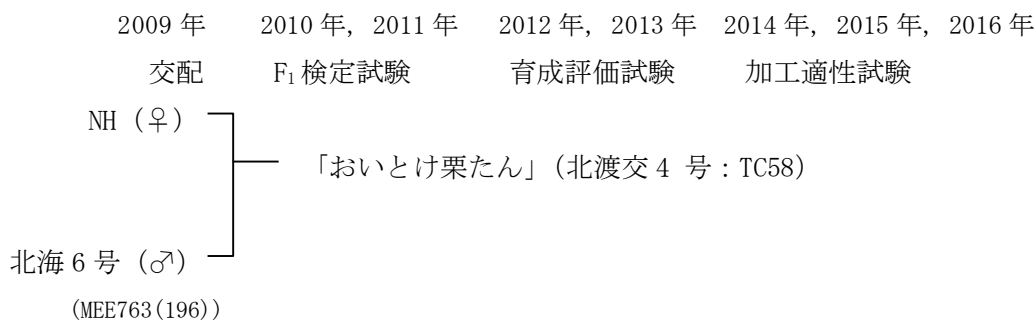 2009 年 2010 年, 2011 年 2012 年, 2013 年 2014 年, 2015 年, 2016 年
交配 F₁検定試験 育成評価試験 加工適性試験
NH（♀）
「おいとけ栗たん」（北渡交 4 号：TC58）
北海 6 号（♂）
(MEE763(196))